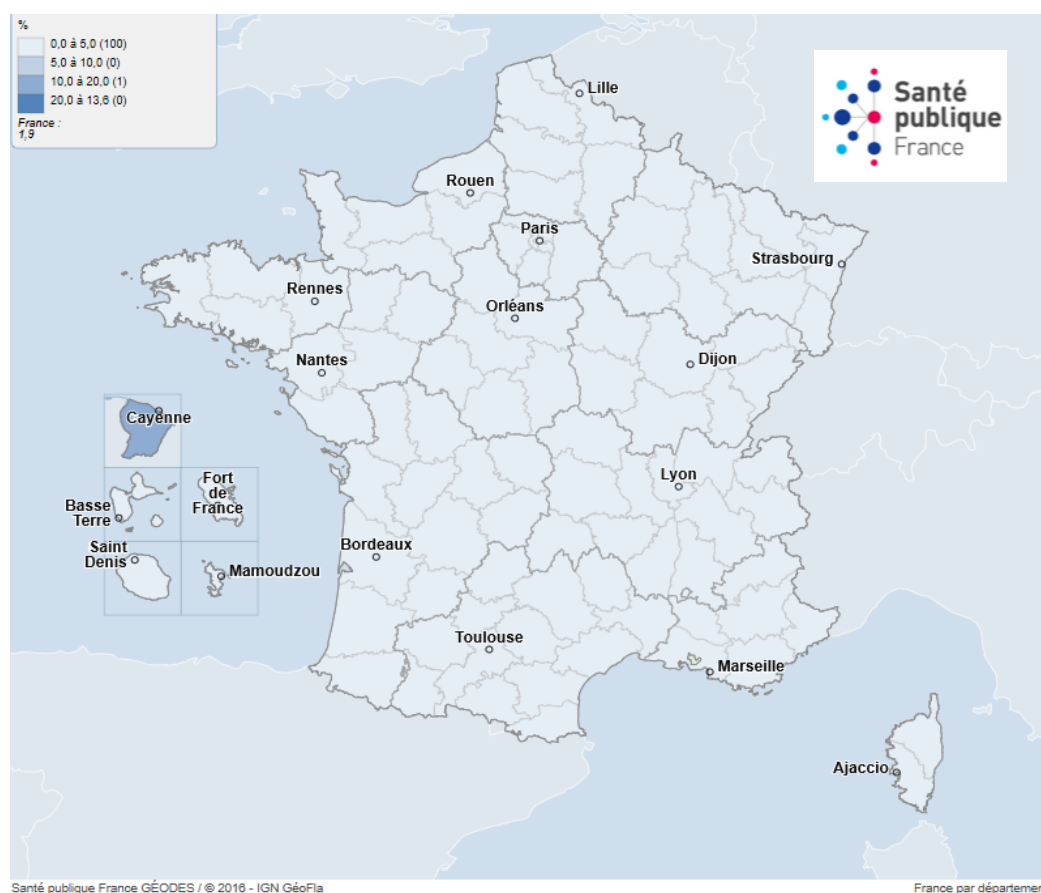 %
0,0 à 5,0 (100)
5,0 à 10,0 (0)
10,0 à 20,0 (1)
20,0 à 13,6 (0)
France :
1,9
Santé
publique
France
Lille
Rouen
Paris
Strasbourg
Rennes
Orléans
Nantes
Dijon
Cayenne
Lyon
Fort
de
France
Basse
Terre
Bordeaux
Saint
Denis
Mamoudzou
Toulouse
Marseille
Ajaccio
Santé publique France GÉODES / © 2016 - IGN GéoFla
France par départemen